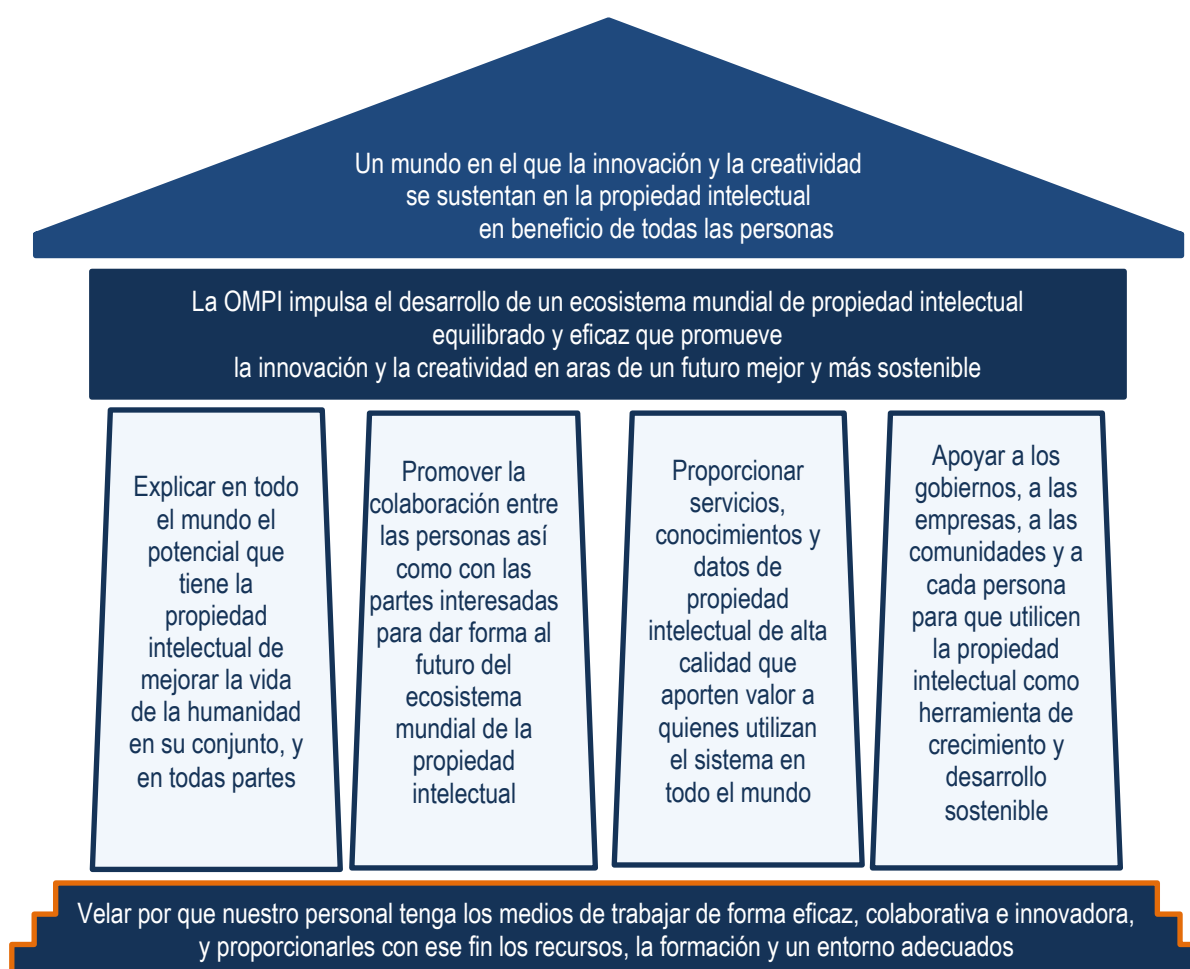 Un mundo en el que la innovación y la creatividad
se sustentan en la propiedad intelectual
en beneficio de todas las personas
La OMPI impulsa el desarrollo de un ecosistema mundial de propiedad intelectual
equilibrado y eficaz que promueve
la innovación y la creatividad en aras de un futuro mejor y más sostenible
Explicar en todo
el mundo el
potencial que
tiene la
propiedad
intelectual de
mejorar la vida
de la humanidad
en su conjunto, y
en todas partes
Promover la
colaboración entre
las personas así
como con las
partes interesadas
para dar forma al
futuro del
ecosistema
mundial de la
propiedad
intelectual
Proporcionar
servicios,
conocimientos y
datos de
propiedad
intelectual de alta
calidad que
aporten valor a
quienes utilizan
el sistema en
todo el mundo
Apoyar a los
gobiernos, a las
empresas, a las
comunidades y a
cada persona
para que utilicen
la propiedad
intelectual como
herramienta de
crecimiento y
desarrollo
sostenible
Velar por que nuestro personal tenga los medios de trabajar de forma eficaz, colaborativa e innovadora,
y proporcionarles con ese fin los recursos, la formación y un entorno adecuados